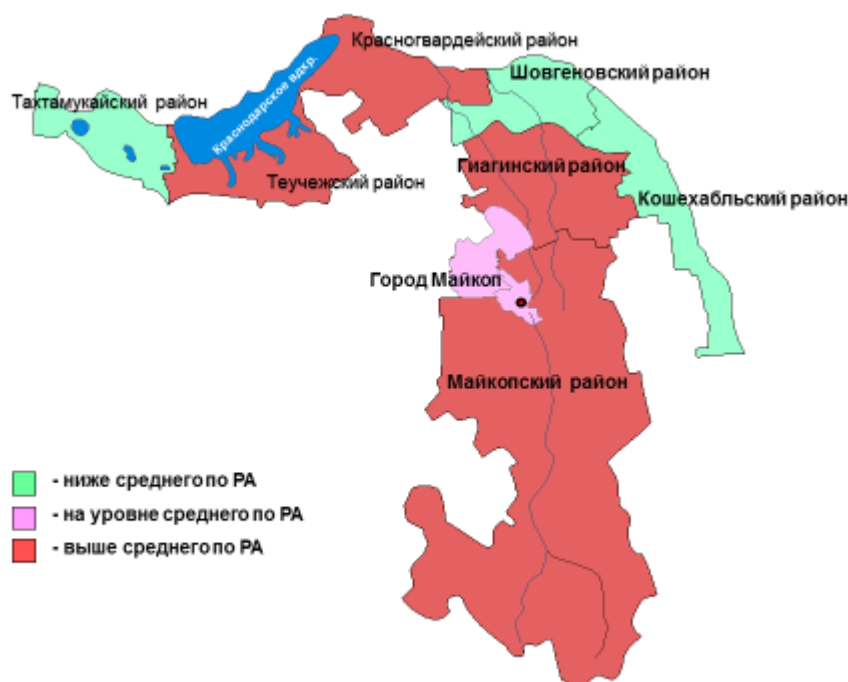 Красногвардейский район
Шовгеновский район
Тахтамукайский район
Краснодарское вдхр.
Гиагинский район
Теучежский район
Кошехабльский район
Город Майкоп
Майкопский район
- ниже среднего по РА
- на уровне среднего по РА
- выше среднего по РА